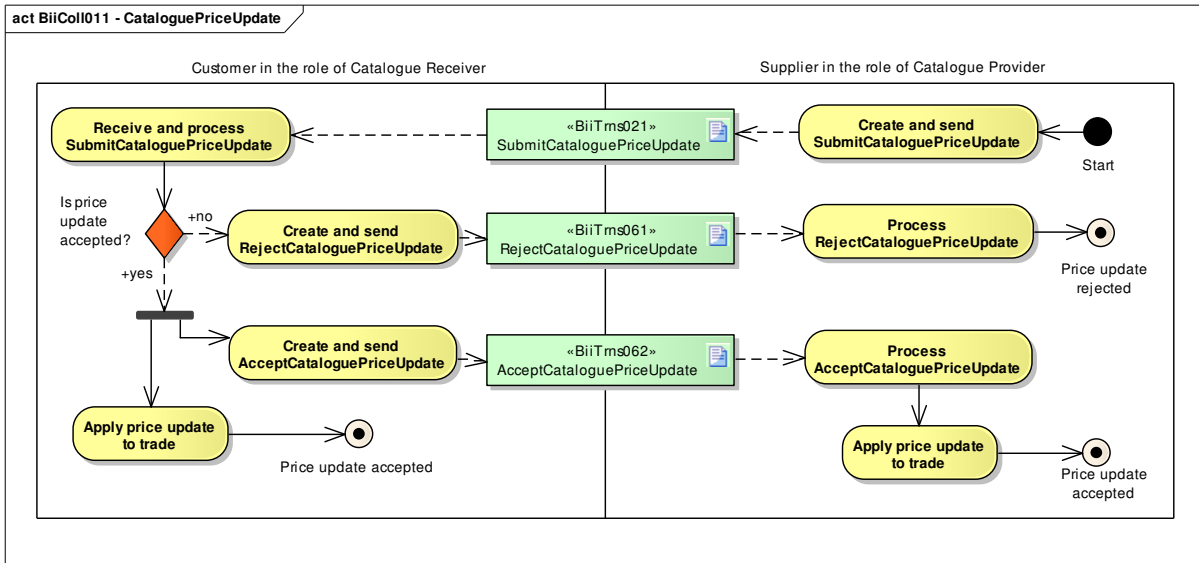 act BiiColl011 - CataloguePriceUpdate
Customer in the role of Catalogue Receiver
Supplier in the role of Catalogue Provider
Receive and process
SubmitCataloguePriceUpdate
«BiiTrns021»
SubmitCataloguePriceUpdate
Create and send
SubmitCataloguePriceUpdate
Start
Is price
update
accepted?
+no
+yes
Create and send
RejectCataloguePriceUpdate
«BiiTrns061»
RejectCataloguePriceUpdate
Process
RejectCataloguePriceUpdate
Price update
rejected
Create and send
AcceptCataloguePriceUpdate
«BiiTrns062»
AcceptCataloguePriceUpdate
Process
AcceptCataloguePriceUpdate
Apply price update
to trade
Price update accepted
Apply price update
to trade
Price update
accepted